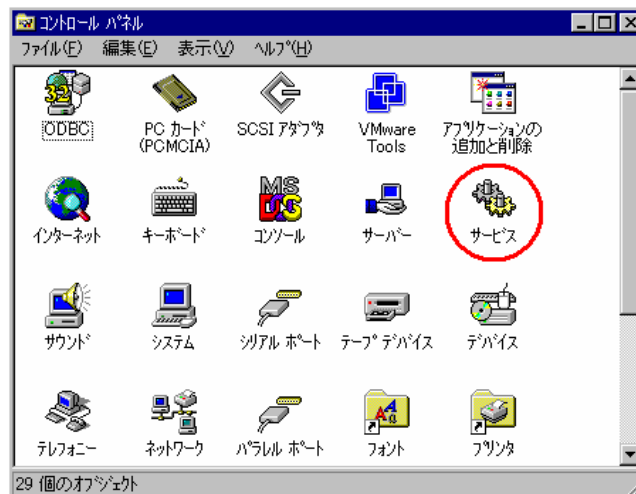 コントロール パネル
ファイル(F) 編集(E) 表示(V) ヘルプ(H)
32
ODBC
PC カード
(PCMCIA)
SCSI アダプタ
VMware
Tools
アプリケーションの
追加と削除
インターネット
キーボード
MS
DOS
コンソール
サーバー
サービス
サウンド
システム
シリアル ポート
テープ デバイス
デバイス
テレフォニー
ネットワーク
パラレル ポート
フォント
プリンタ
29 個のオブジェクト